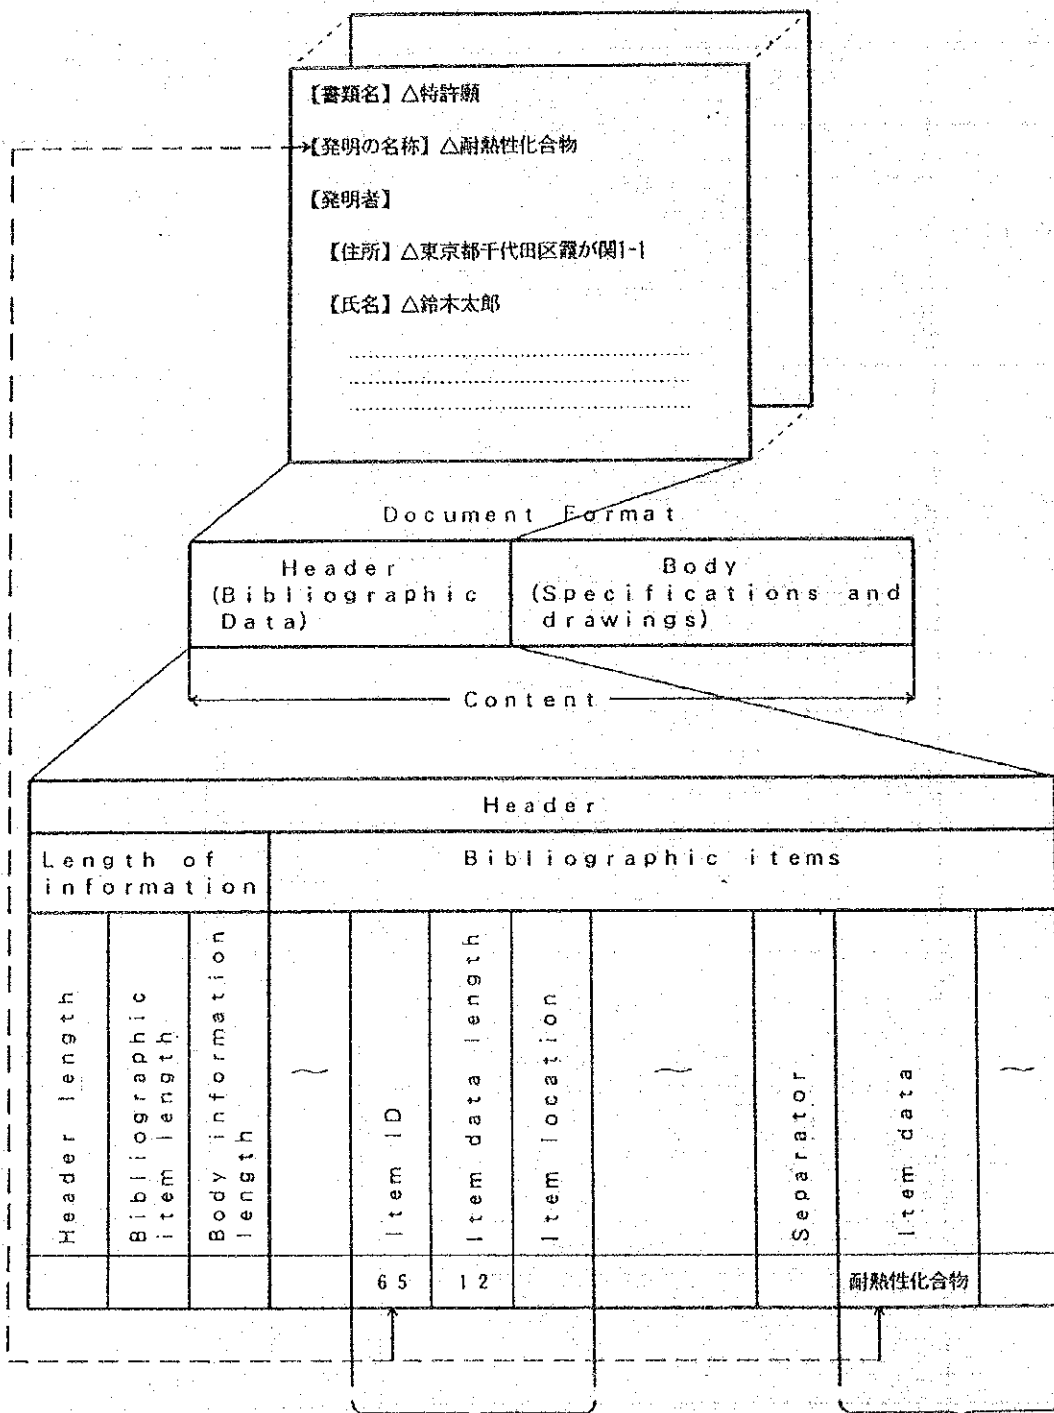 【書類名】△特許願
【発明の名称】△耐熱性化合物
【発明者】
【住所】△東京都千代田区霞が関1-1
【氏名】△鈴木太郎
Document Format
Header
(Bibliographic
Data)
Body
(Specifications and
drawings)
Content
Header
Length of
information
Bibliographic items
Header length
Bibliographic
item length
Body information
length
~
Item ID
Item data length
Item location
~
Separator
Item data
~
65
12
耐熱性化合物